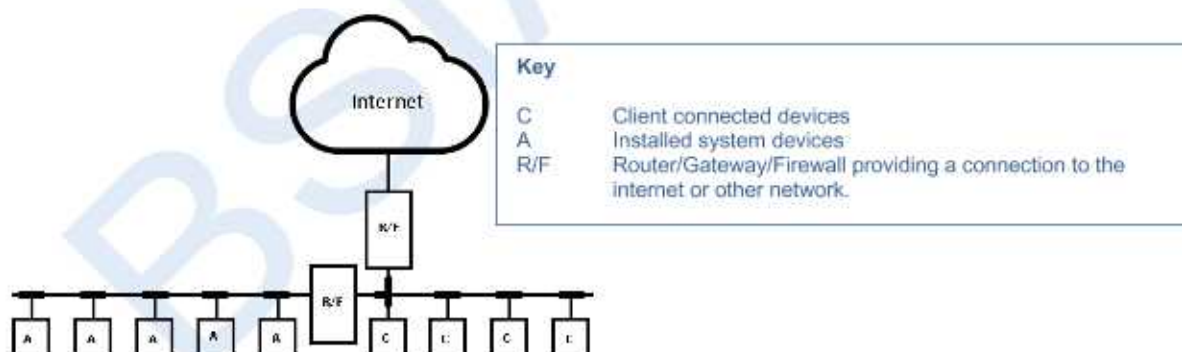 Internet
Key
C Client connected devices
A Installed system devices
R/F Router/Gateway/Firewall providing a connection to the
internet or other network.
R/F
R/F
A A A A A C C C C